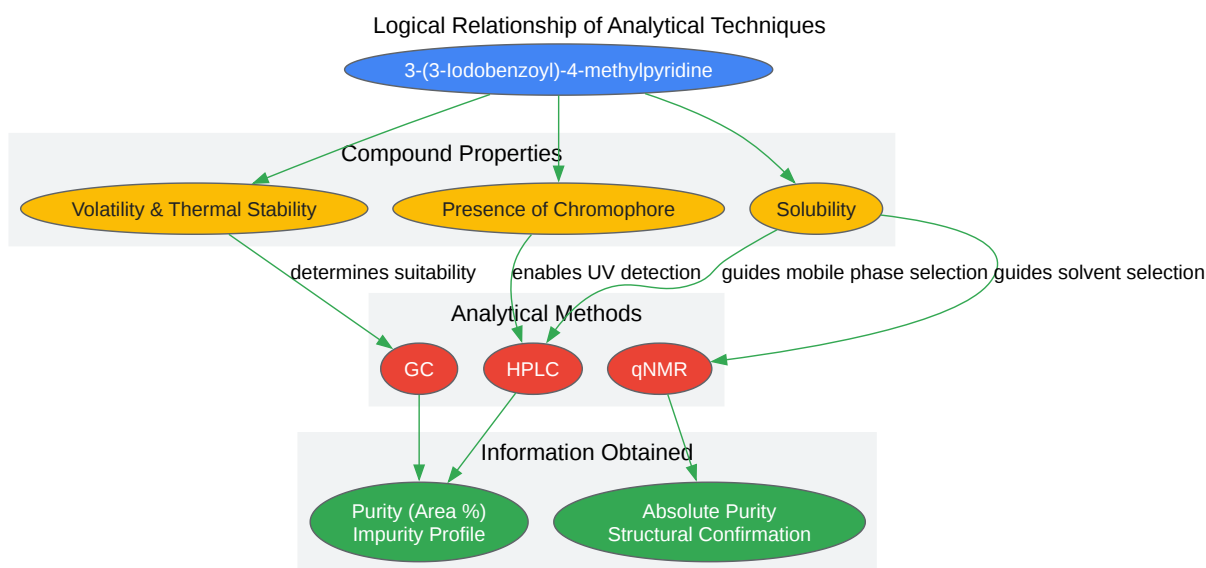 Logical Relationship of Analytical Techniques
3-(3-Iodobenzoyl)-4-methylpyridine
Compound Properties
Volatility & Thermal Stability
Presence of Chromophore
Solubility
determines suitability
enables UV detection
guides mobile phase selection
guides solvent selection
Analytical Methods
GC
HPLC
qNMR
Information Obtained
Purity (Area %)
Impurity Profile
Absolute Purity
Structural Confirmation